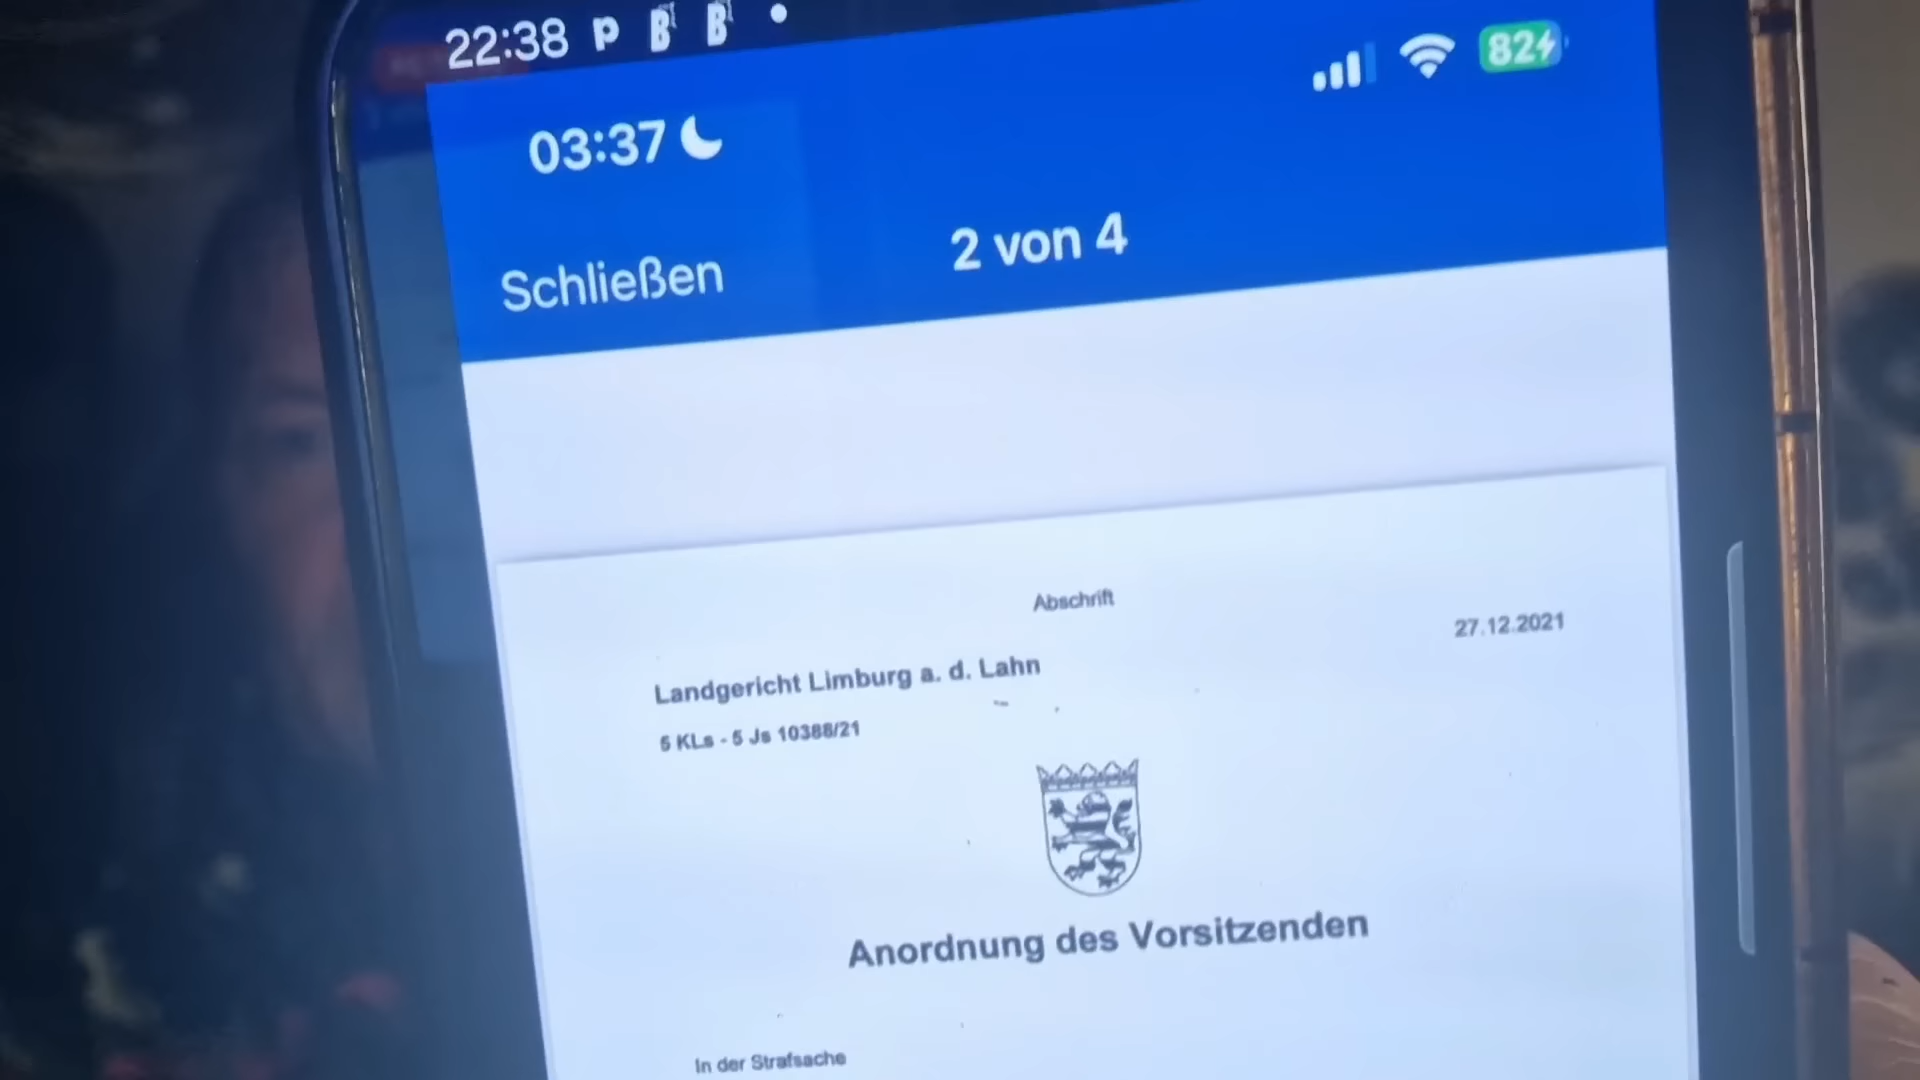 22:38
82
03:37
2 von 4
Schließen
Abschrift
27.12.2021
Landgericht Limburg a. d. Lahn
5 KLs - 5 Js 10388/21
Anordnung des Vorsitzenden
In der Strafsache